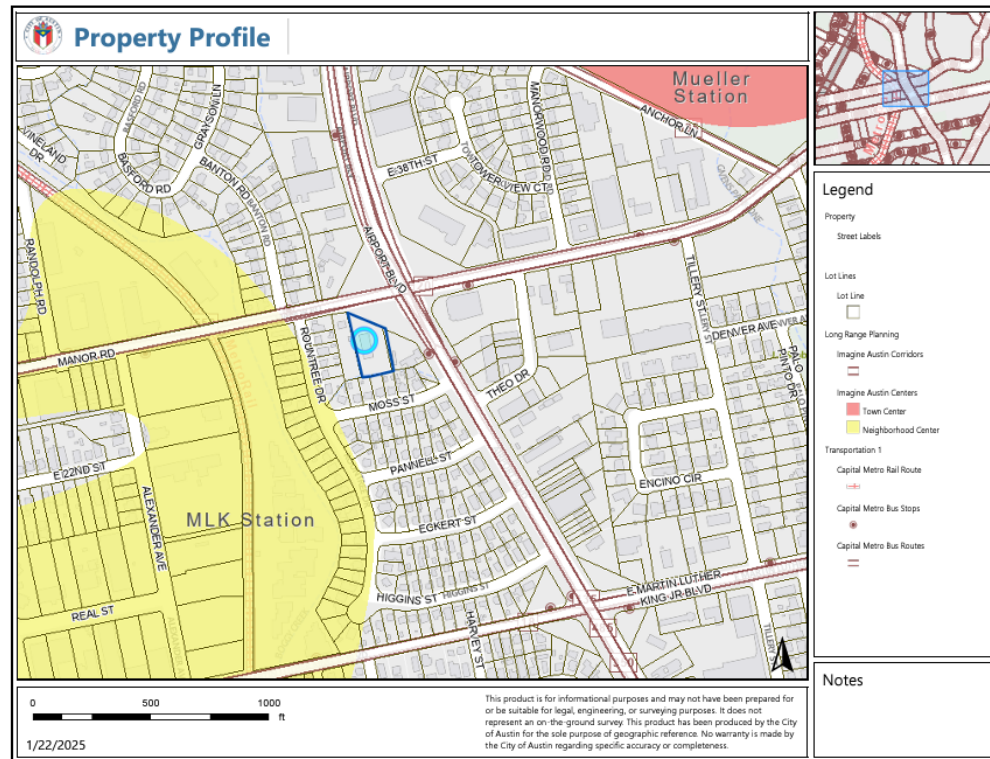 Property Profile
Mueller
Station
ANCHOR LN
MANORWOOD RD
BASFORD RD
GRAYSON LN
VINELAND
DR
E 38TH ST
TOWER VIEW CT
BASFORD RD
BANTON RD
BANTON RD
AIRPORT BLVD
RANDOLPH RD
TILLERY ST
DENVER AVE
PALO
PINTO DR
MANOR RD
ROUNTREE DR
THEO DR
MOSS ST
E 22ND ST
PANNELL ST
ENCINO CIR
ALEXANDER AVE
MLK Station
ECKERT ST
E MARTIN LUTHER
KING JR BLVD
HIGGINS ST
HIGGINS ST
REAL ST
HARVEY ST
TILLERY ST
Legend
Property
Street Labels
Lot Lines
Lot Line
Long Range Planning
Imagine Austin Corridors
Imagine Austin Centers
Town Center
Neighborhood Center
Transportation 1
Capital Metro Rail Route
Capital Metro Bus Stops
Capital Metro Bus Routes
Notes
0 500 1000
ft
1/22/2025
This product is for informational purposes and may not have been prepared for
or be suitable for legal, engineering, or surveying purposes. It does not
represent an on-the-ground survey. This product has been produced by the City
of Austin for the sole purpose of geographic reference. No warranty is made by
the City of Austin regarding specific accuracy or completeness.